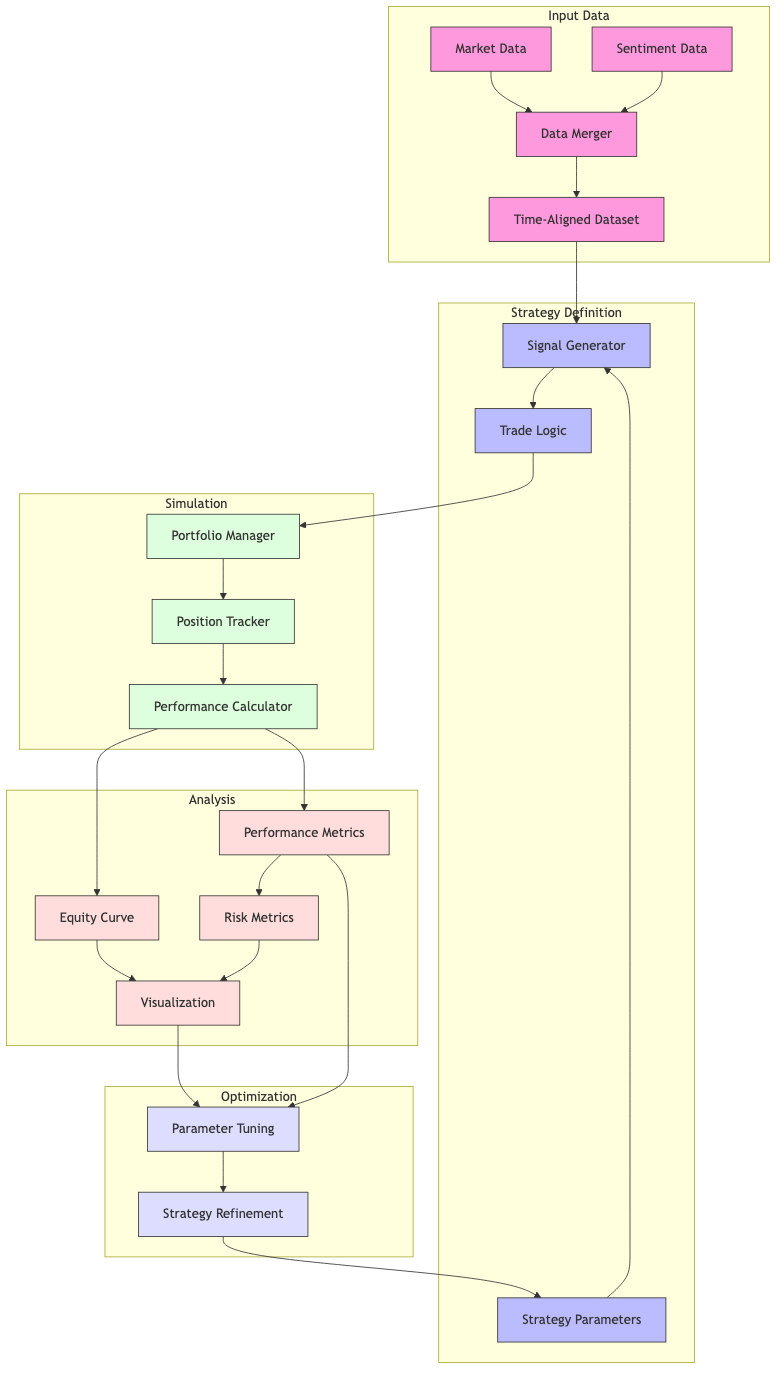 Input Data
Market Data
Sentiment Data
Data Merger
Time-Aligned Dataset
Strategy Definition
Signal Generator
Trade Logic
Simulation
Portfolio Manager
Position Tracker
Performance Calculator
Analysis
Performance Metrics
Equity Curve
Risk Metrics
Visualization
Optimization
Parameter Tuning
Strategy Refinement
Strategy Parameters